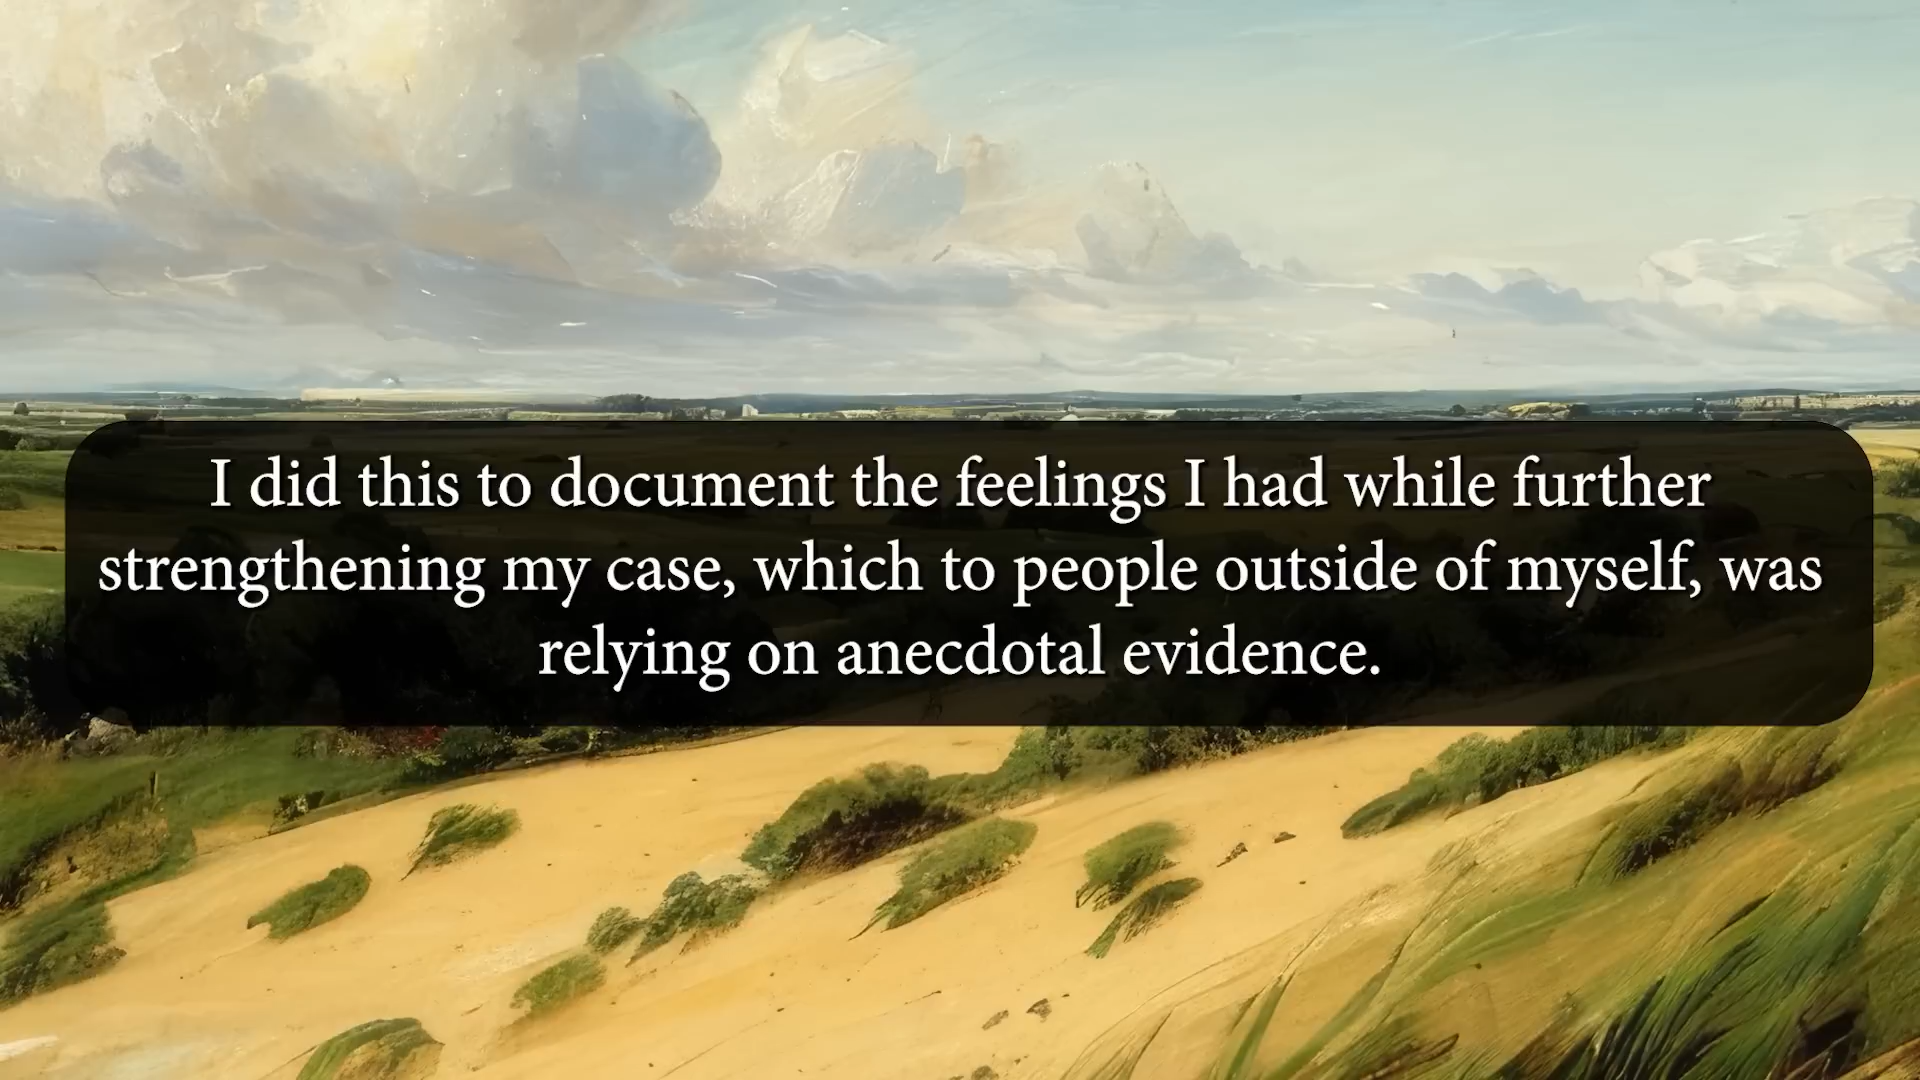 I did this to document the feelings I had while further
strengthening my case, which to people outside of myself, was
relying on anecdotal evidence.